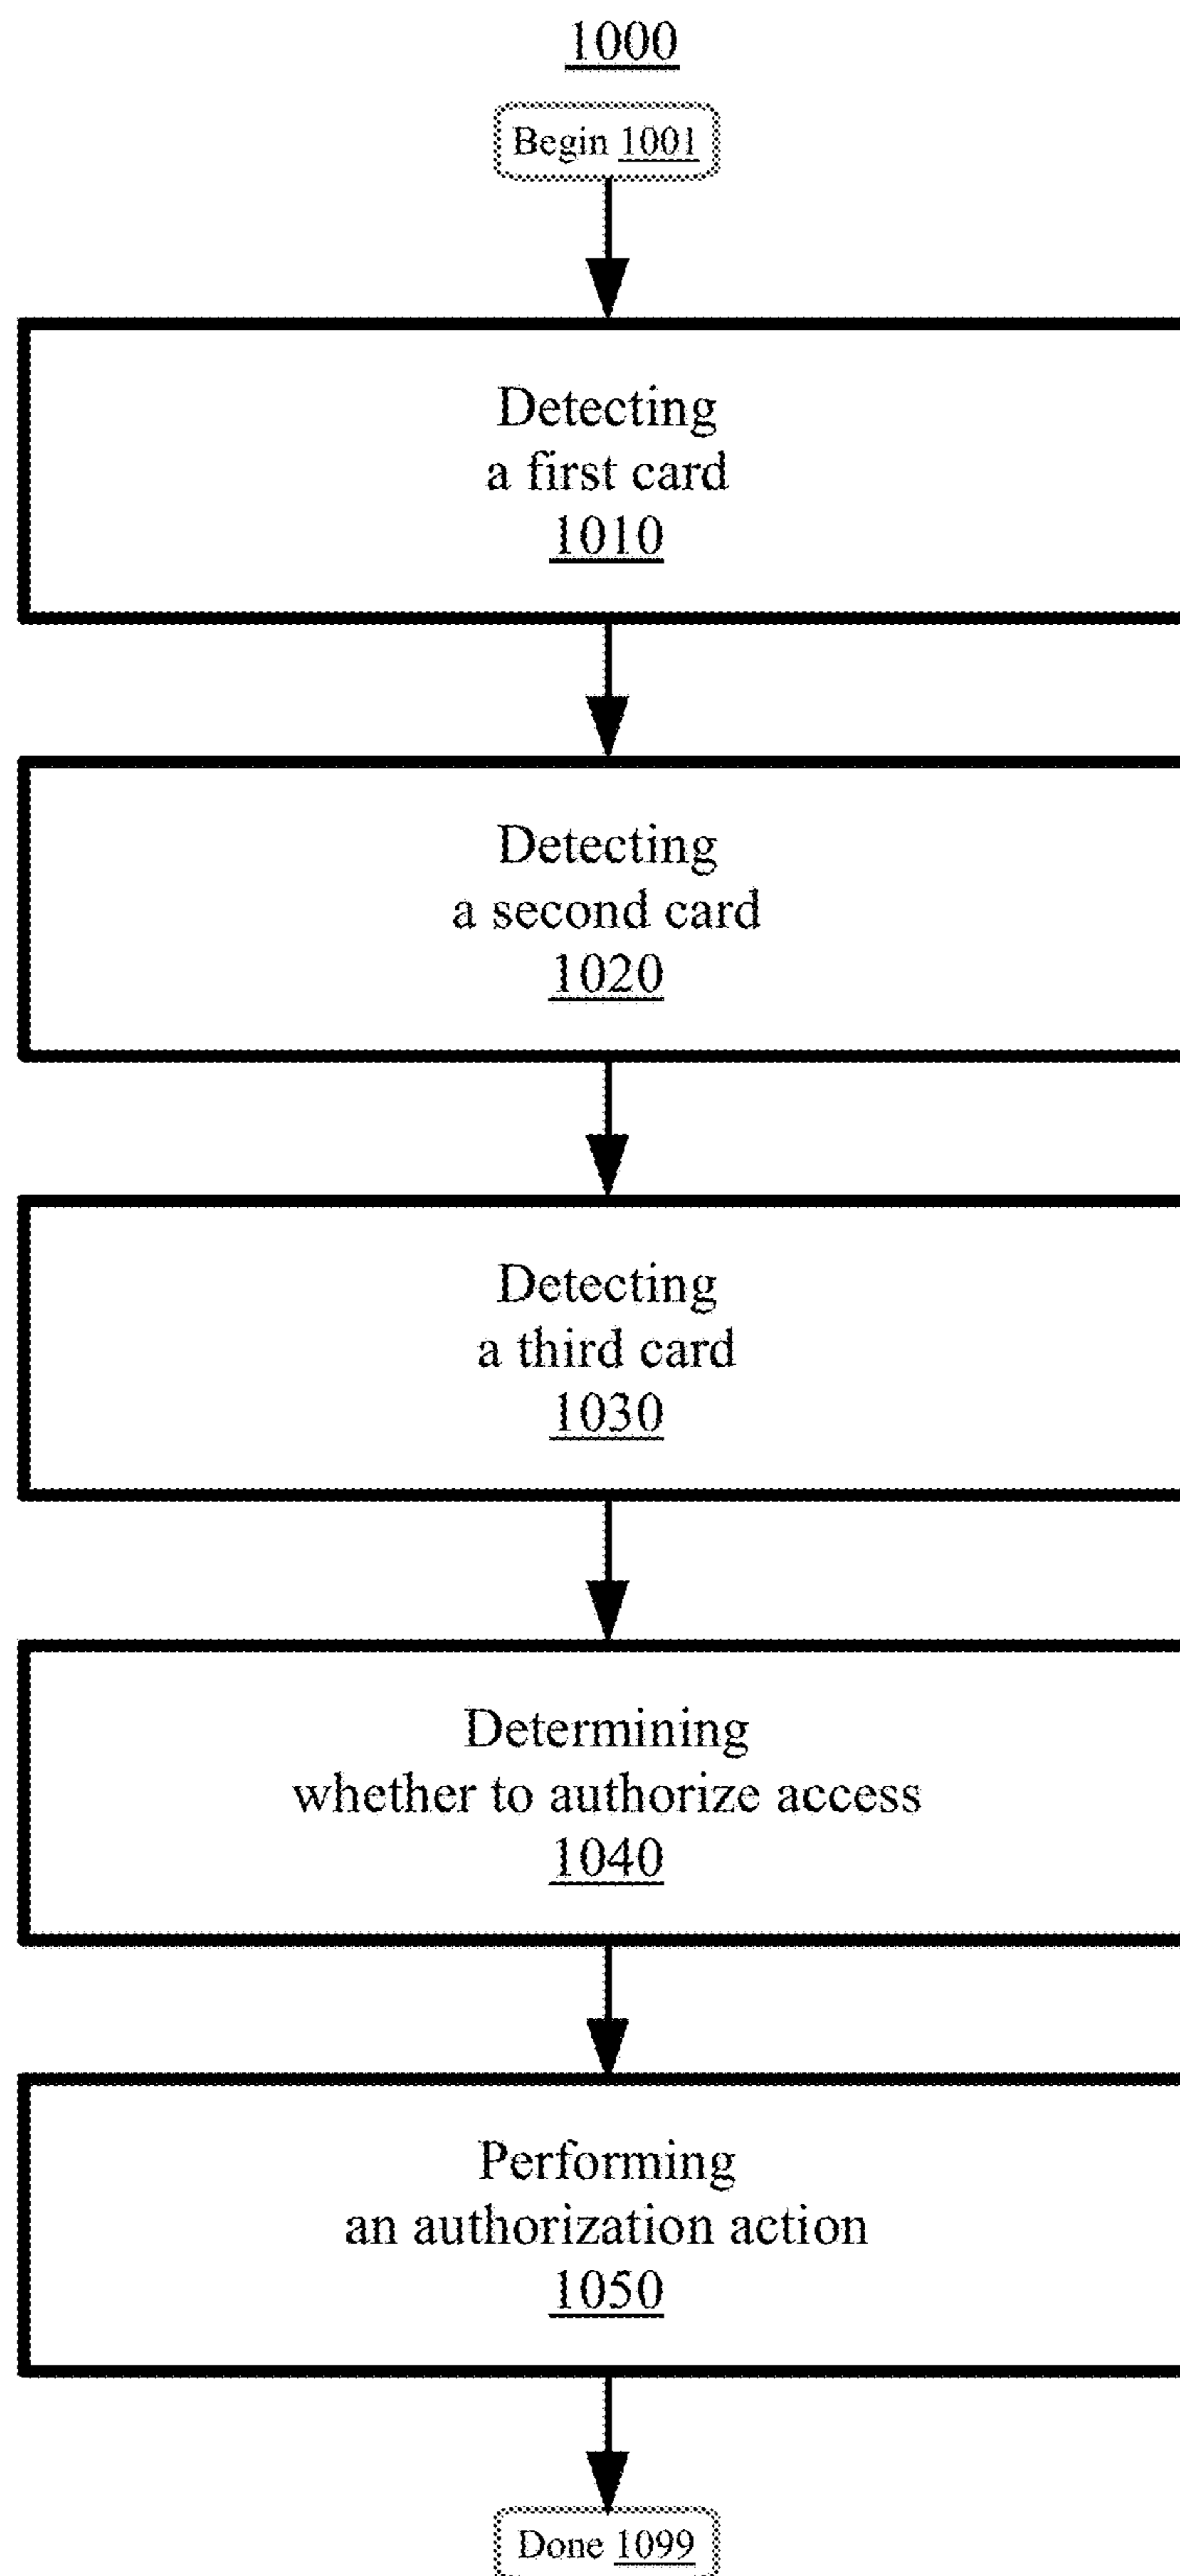 1000
Begin 1001
Detecting
a first card
1010
Detecting
a second card
1020
Detecting
a third card
1030
Determining
whether to authorize access
1040
Performing
an authorization action
1050
Done 1099